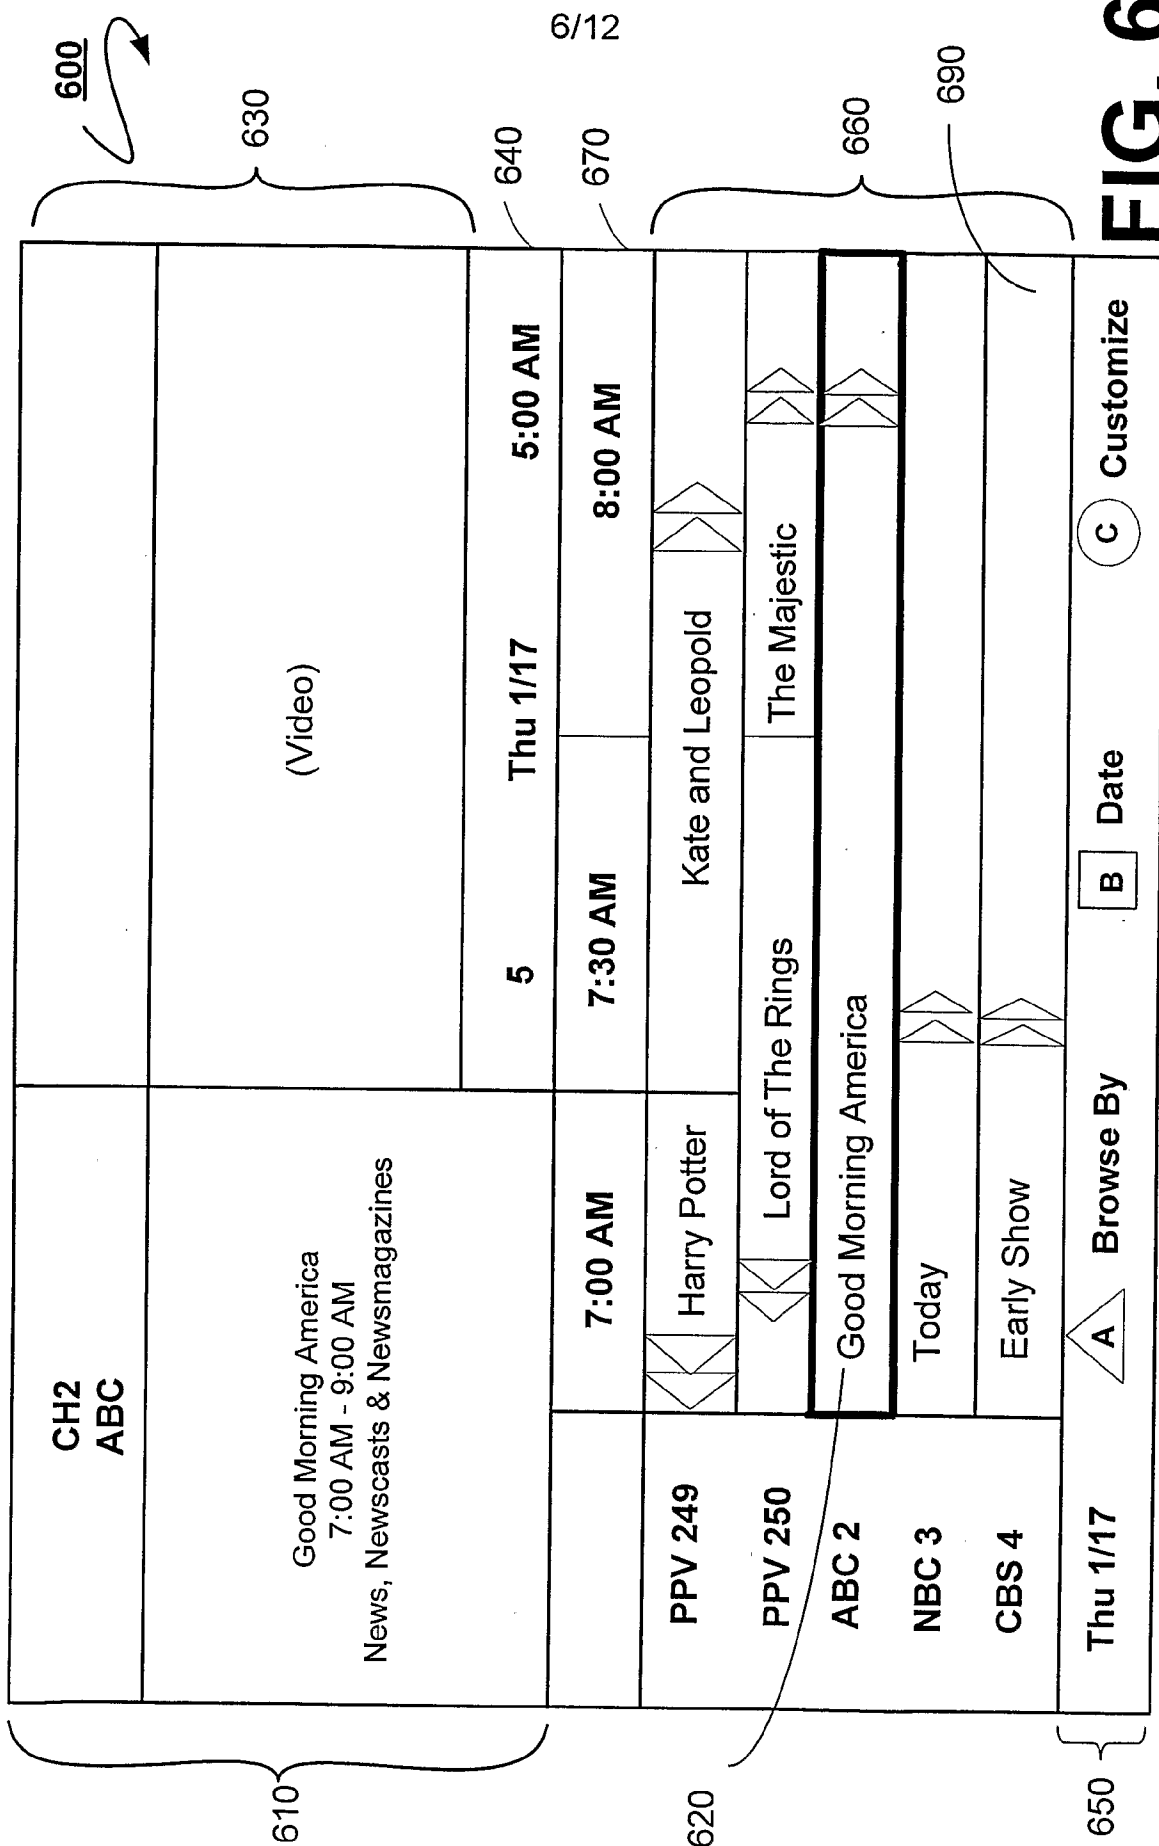 6/12
600
CH2
ABC
630
Good Morning America
7:00 AM - 9:00 AM
News, Newscasts & Newsmagazines
(Video)
610
5 Thu 1/17 5:00 AM
640
7:00 AM 7:30 AM 8:00 AM
670
PPV 249 Harry Potter Kate and Leopold
PPV 250 Lord of The Rings The Majestic
620
ABC 2 Good Morning America
660
NBC 3 Today
CBS 4 Early Show
690
Thu 1/17 A Browse By B Date C Customize
650
FIG. 6